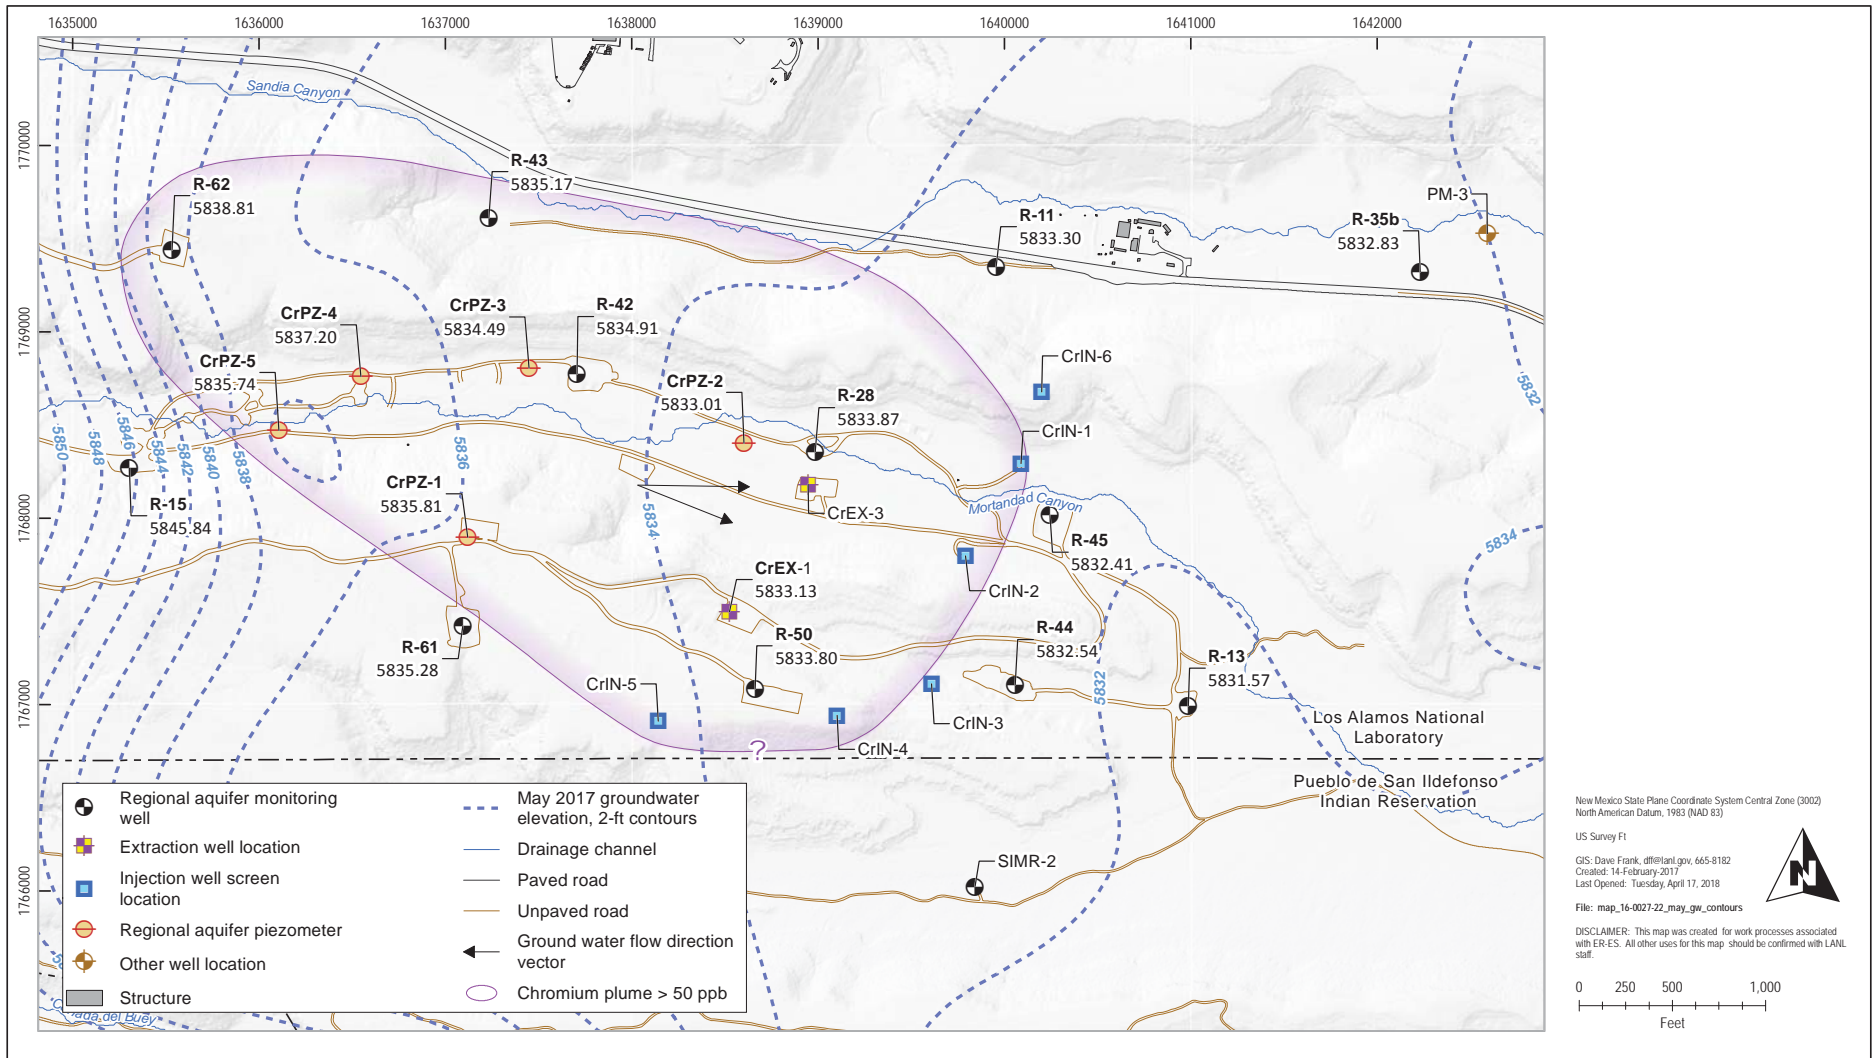 1635000
1636000
1637000
1638000
1639000
1640000
1641000
1642000
1770000
1769000
1768000
1767000
1766000
Sandia Canyon
R-43
5835.17
R-62
5838.81
PM-3
R-11
5833.30
R-35b
5832.83
CrPZ-4
5837.20
CrPZ-3
5834.49
R-42
5834.91
CrPZ-5
5835.74
CrPZ-2
5833.01
R-28
5833.87
CrIN-6
CrIN-1
5832
5850
5848
5846
5844
5842
5840
5838
5836
CrPZ-1
5835.81
R-15
5845.84
5834
CrEX-3
Mortandad Canyon
R-45
5832.41
5834
CrEX-1
5833.13
CrIN-2
R-61
5835.28
R-50
5833.80
R-44
5832.54
R-13
5831.57
CrIN-5
5832
CrIN-3
CrIN-4
?
Los Alamos National
Laboratory
Pueblo de San Ildefonso
Indian Reservation
SIMR-2
del Buey
Regional aquifer monitoring
well
Extraction well location
Injection well screen
location
Regional aquifer piezometer
Other well location
Structure
May 2017 groundwater
elevation, 2-ft contours
Drainage channel
Paved road
Unpaved road
Ground water flow direction
vector
Chromium plume > 50 ppb
New Mexico State Plane Coordinate System Central Zone (3002)
North American Datum, 1983 (NAD 83)
US Survey Ft
GIS: Dave Frank, dff@lanl.gov, 665-8182
Created: 14-February-2017
Last Opened: Tuesday, April 17, 2018
File: map_16-0027-22_may_gw_contours
DISCLAIMER: This map was created for work processes associated
with ER-ES. All other uses for this map should be confirmed with LANL
staff.
N
0 250 500 1,000
Feet